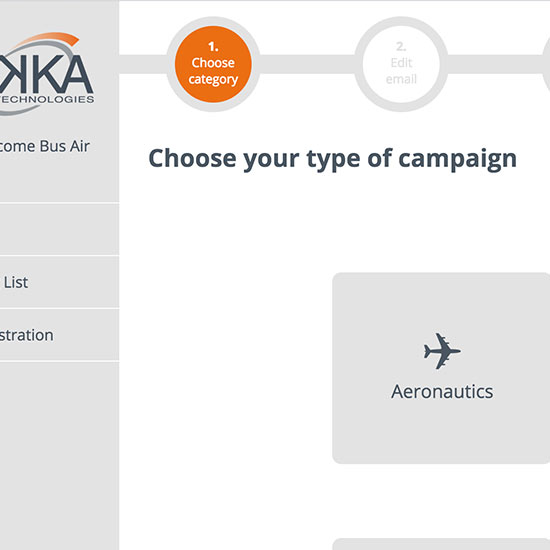 KKA
TECHNOLOGIES
come Bus Air
List
stration
1.
Choose
category
2.
Edit
email
Choose your type of campaign
Aeronautics